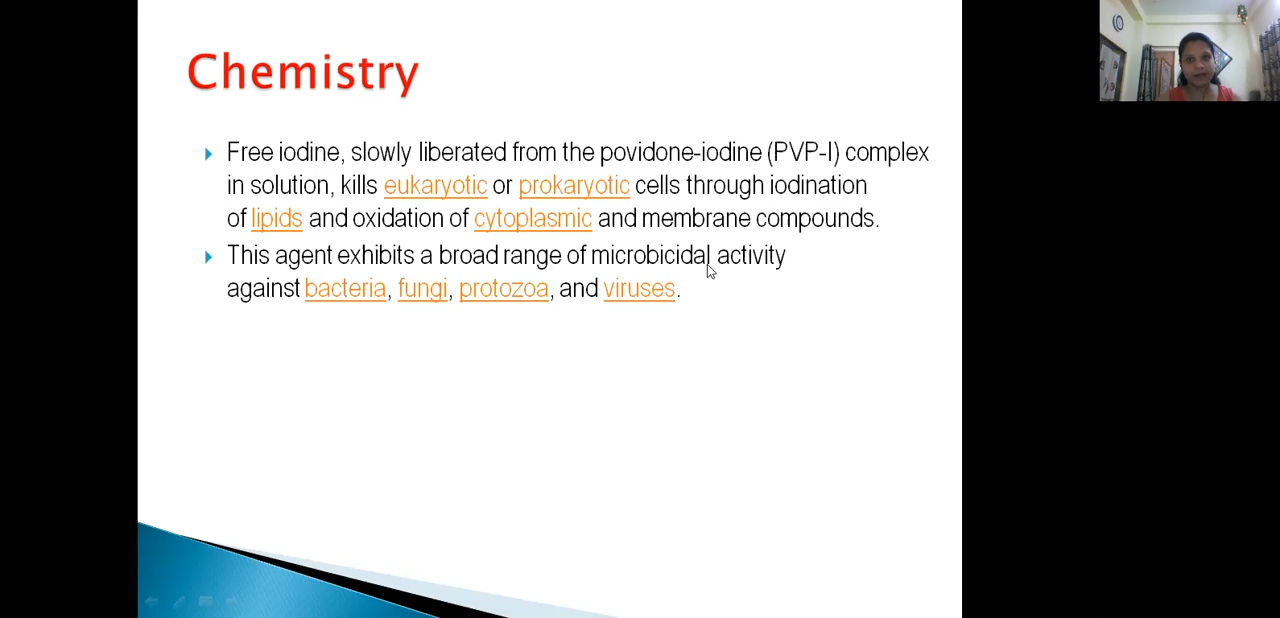 Chemistry
Free iodine, slowly liberated from the povidone-iodine (PVP-I) complex
in solution, kills eukaryotic or prokaryotic cells through iodination
of lipids and oxidation of cytoplasmic and membrane compounds.
This agent exhibits a broad range of microbicidal activity
against bacteria, fungi, protozoa, and viruses.